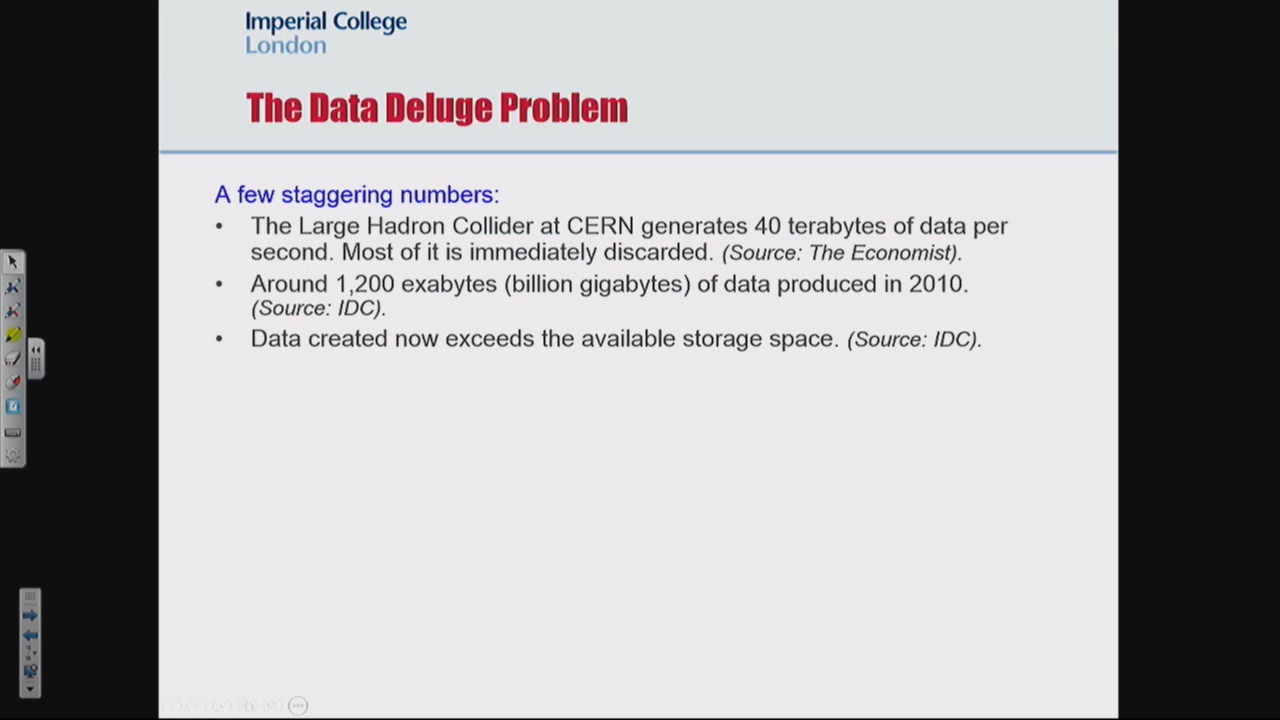 Imperial College
London
The Data Deluge Problem
A few staggering numbers:
• The Large Hadron Collider at CERN generates 40 terabytes of data per
second. Most of it is immediately discarded. (Source: The Economist).
• Around 1,200 exabytes (billion gigabytes) of data produced in 2010.
(Source: IDC).
• Data created now exceeds the available storage space. (Source: IDC).